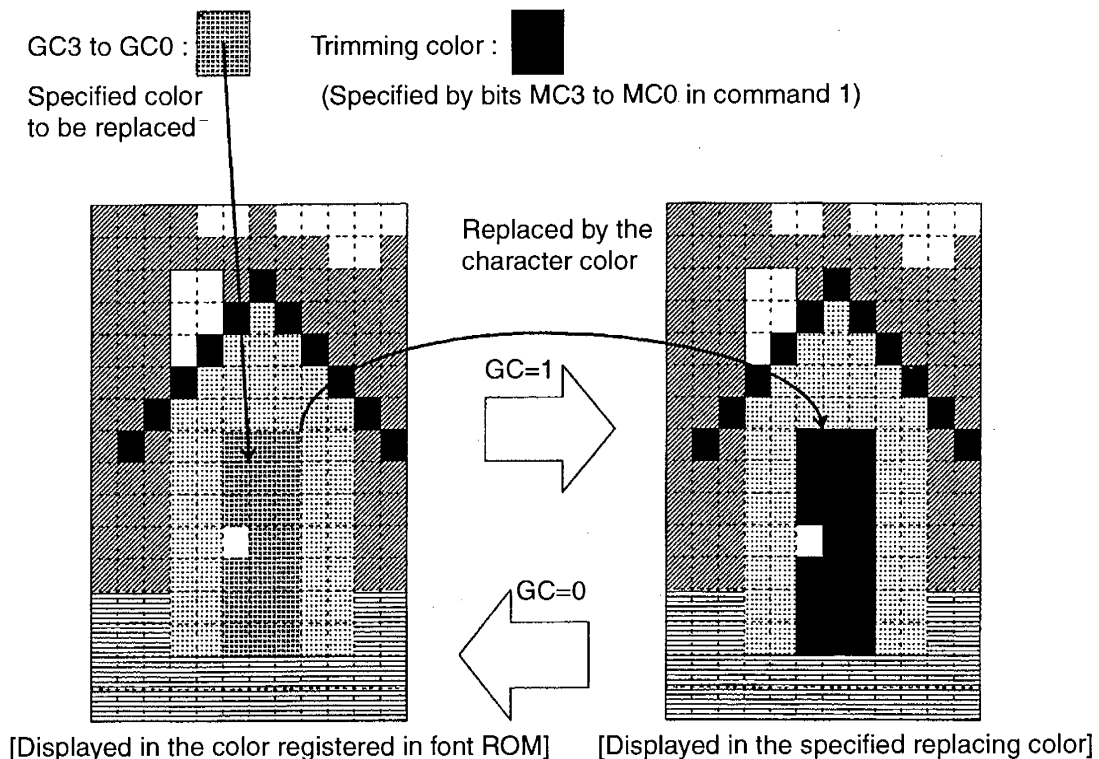 GC3 to GC0 :
Trimming color :
Specified color
to be replaced
(Specified by bits MC3 to MC0 in command 1)
Replaced by the
character color
GC=1
GC=0
[Displayed in the color registered in font ROM]
[Displayed in the specified replacing color]